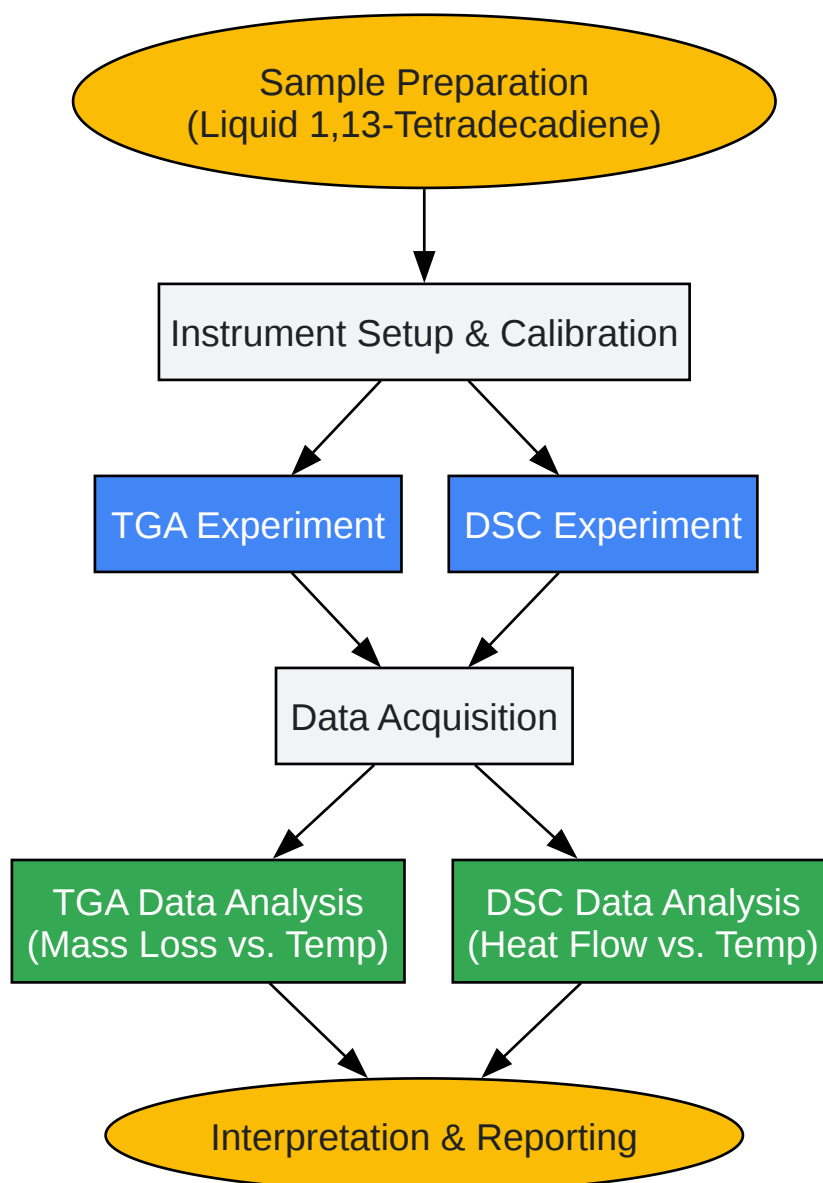 Sample Preparation
(Liquid 1,13-Tetradecadiene)
Instrument Setup & Calibration
TGA Experiment
DSC Experiment
Data Acquisition
TGA Data Analysis
(Mass Loss vs. Temp)
DSC Data Analysis
(Heat Flow vs. Temp)
Interpretation & Reporting